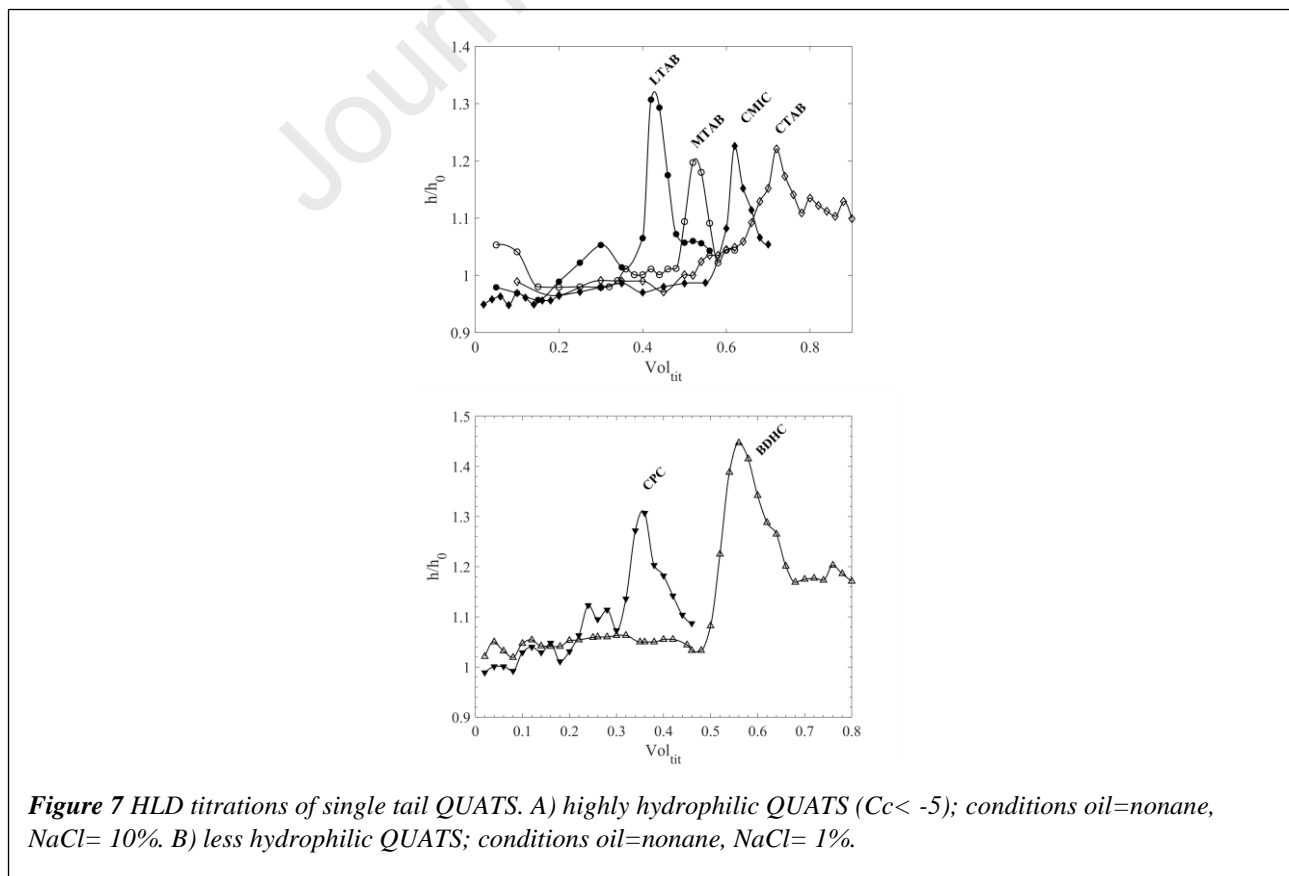 Journ
1.4
1.3
1.2
1.1
1
0.9
h/h0
LTAB
MTAB
CMIC
CTAB
0 0.2 0.4 0.6 0.8
Voltit
1.5
1.4
1.3
1.2
1.1
1
0.9
h/h0
CPC
BDHC
0 0.1 0.2 0.3 0.4 0.5 0.6 0.7 0.8
Voltit
Figure 7 HLD titrations of single tail QUATS. A) highly hydrophilic QUATS (Cc< -5); conditions oil=nonane,
NaCl= 10%. B) less hydrophilic QUATS; conditions oil=nonane, NaCl= 1%.